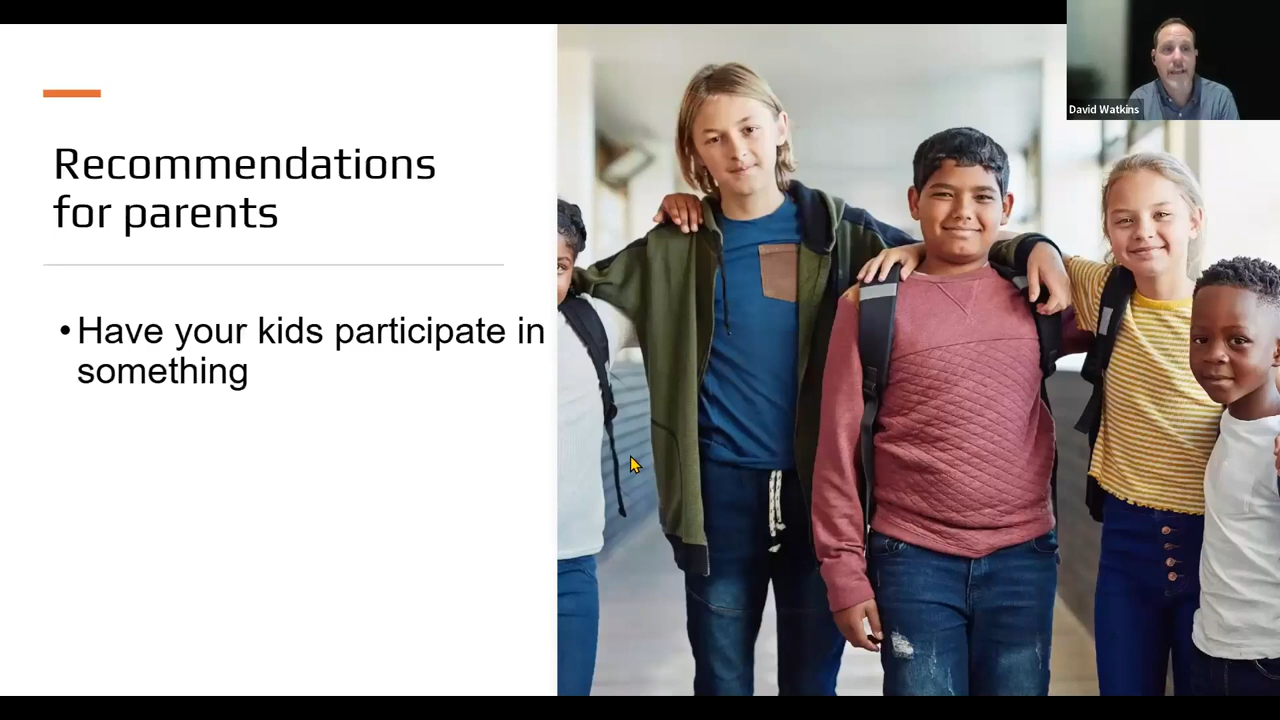 Recommendations
for parents
• Have your kids participate in
something
David Watkins